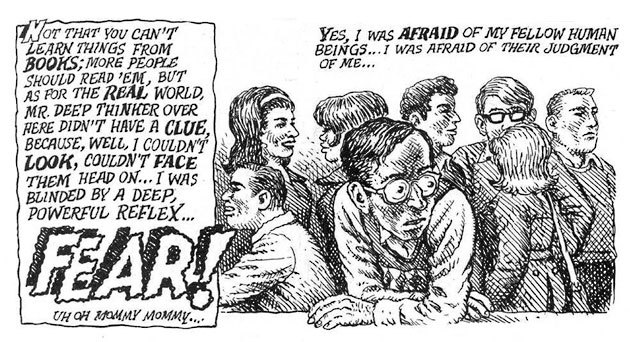 NOT THAT YOU CAN'T
LEARN THINGS FROM
BOOKS; MORE PEOPLE
SHOULD READ 'EM, BUT
AS FOR THE REAL WORLD,
MR. DEEP THINKER OVER
HERE DIDN'T HAVE A CLUE,
BECAUSE, WELL, I COULDN'T
LOOK, COULDN'T FACE
THEM HEAD ON... I WAS
BLINDED BY A DEEP,
POWERFUL REFLEX...
FEAR!
UH OH MOMMY MOMMY....
YES, I WAS AFRAID OF MY FELLOW HUMAN
BEINGS... I WAS AFRAID OF THEIR JUDGMENT
OF ME...